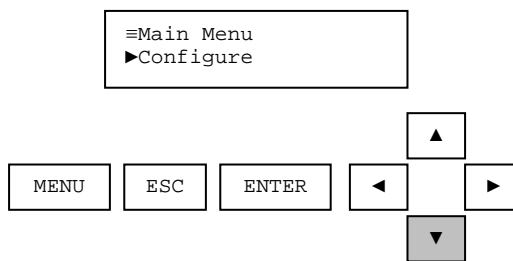 ≡Main Menu
►Configure
▲
MENU ESC ENTER ◄ ►
▼